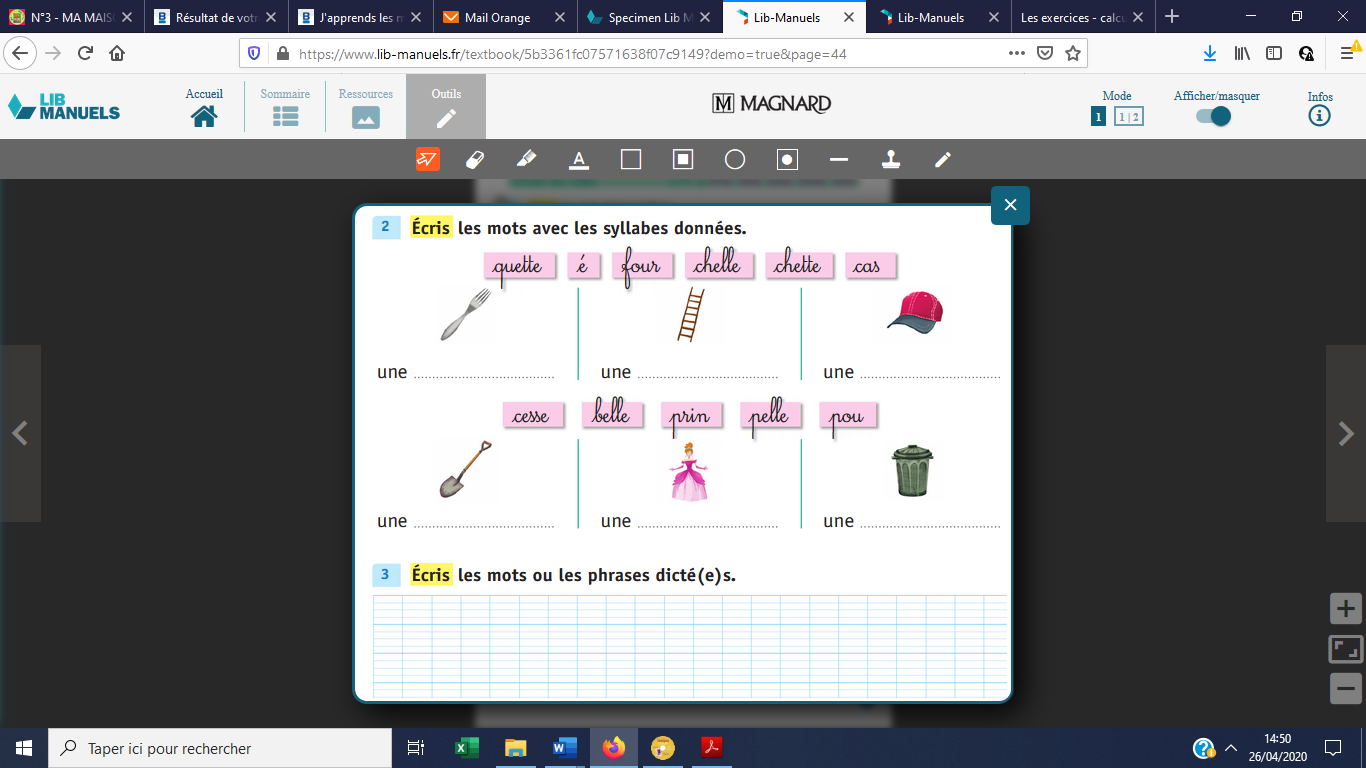 N°3 - MA MAIS
Résultat de votr
J'apprends les m
Mail Orange
Specimen Lib M
Lib-Manuels
Lib-Manuels
Les exercices - calcu
https://www.lib-manuels.fr/textbook/5b3361fc07571638f07c9149?demo=true&page=44
LIB MANUELS
Accueil
Sommaire
Ressources
Outils
M MAGNARD
Mode
1
1 | 2
Afficher/masquer
Infos
A
2 Écris les mots avec les syllabes données.
quette é four chelle chette cas
une ........ une ........ une ........
cesse belle prin pelle pou
une ........ une ........ une ........
3 Écris les mots ou les phrases dicté(e)s.
Taper ici pour rechercher
14:50
26/04/2020